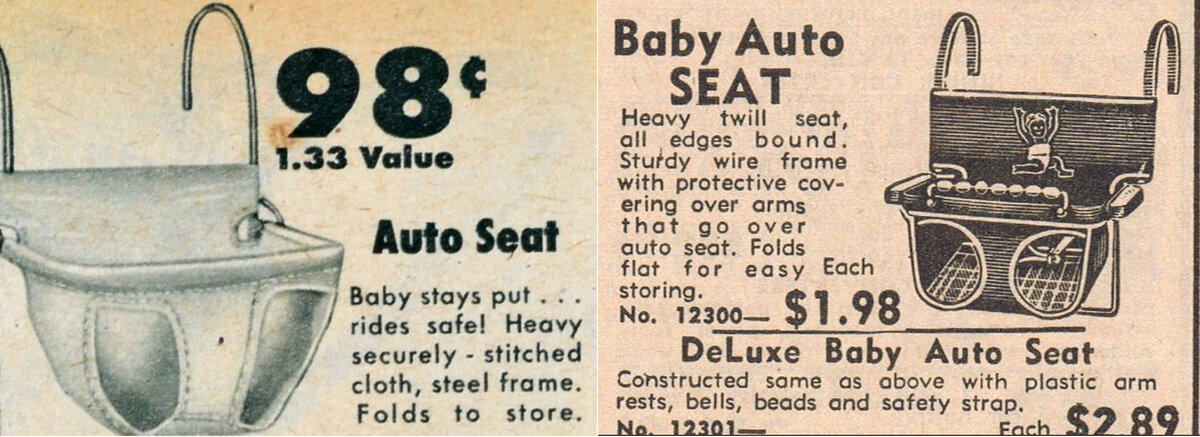 98¢
1.33 Value
Auto Seat
Baby stays put . . .
rides safe! Heavy
securely - stitched
cloth, steel frame.
Folds to store.
Baby Auto
SEAT
Heavy twill seat,
all edges bound.
Sturdy wire frame
with protective cov-
ering over arms
that go over
auto seat. Folds
flat for easy Each
storing.
No. 12300— $1.98
DeLuxe Baby Auto Seat
Constructed same as above with plastic arm
rests, bells, beads and safety strap.
No. 12301— Each $2.89